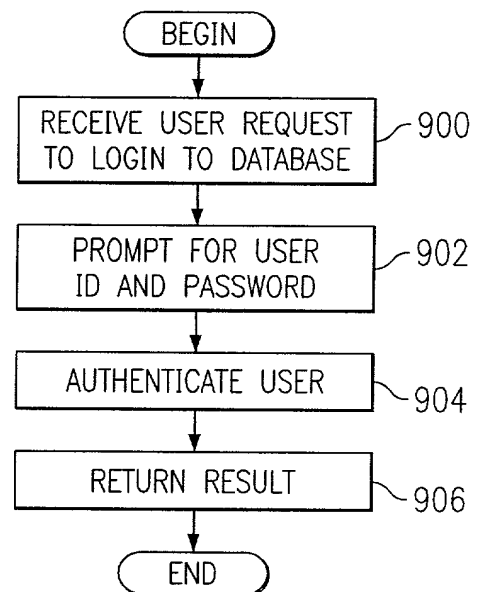 BEGIN
RECEIVE USER REQUEST
TO LOGIN TO DATABASE
900
PROMPT FOR USER
ID AND PASSWORD
902
AUTHENTICATE USER
904
RETURN RESULT
906
END